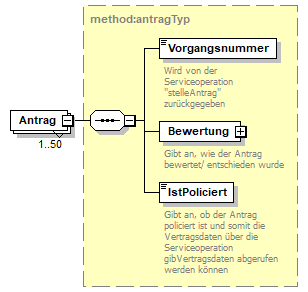 method:antragTyp
Vorgangsnummer
Wird von der
Serviceoperation
"stelleAntrag"
zurückgegeben
Antrag
1..50
Bewertung
Gibt an, wie der Antrag
bewertet/ entschieden wurde
IstPoliciert
Gibt an, ob der Antrag
policiert ist und somit die
Vertragsdaten über die
Serviceoperation
gibVertragsdaten abgerufen
werden können